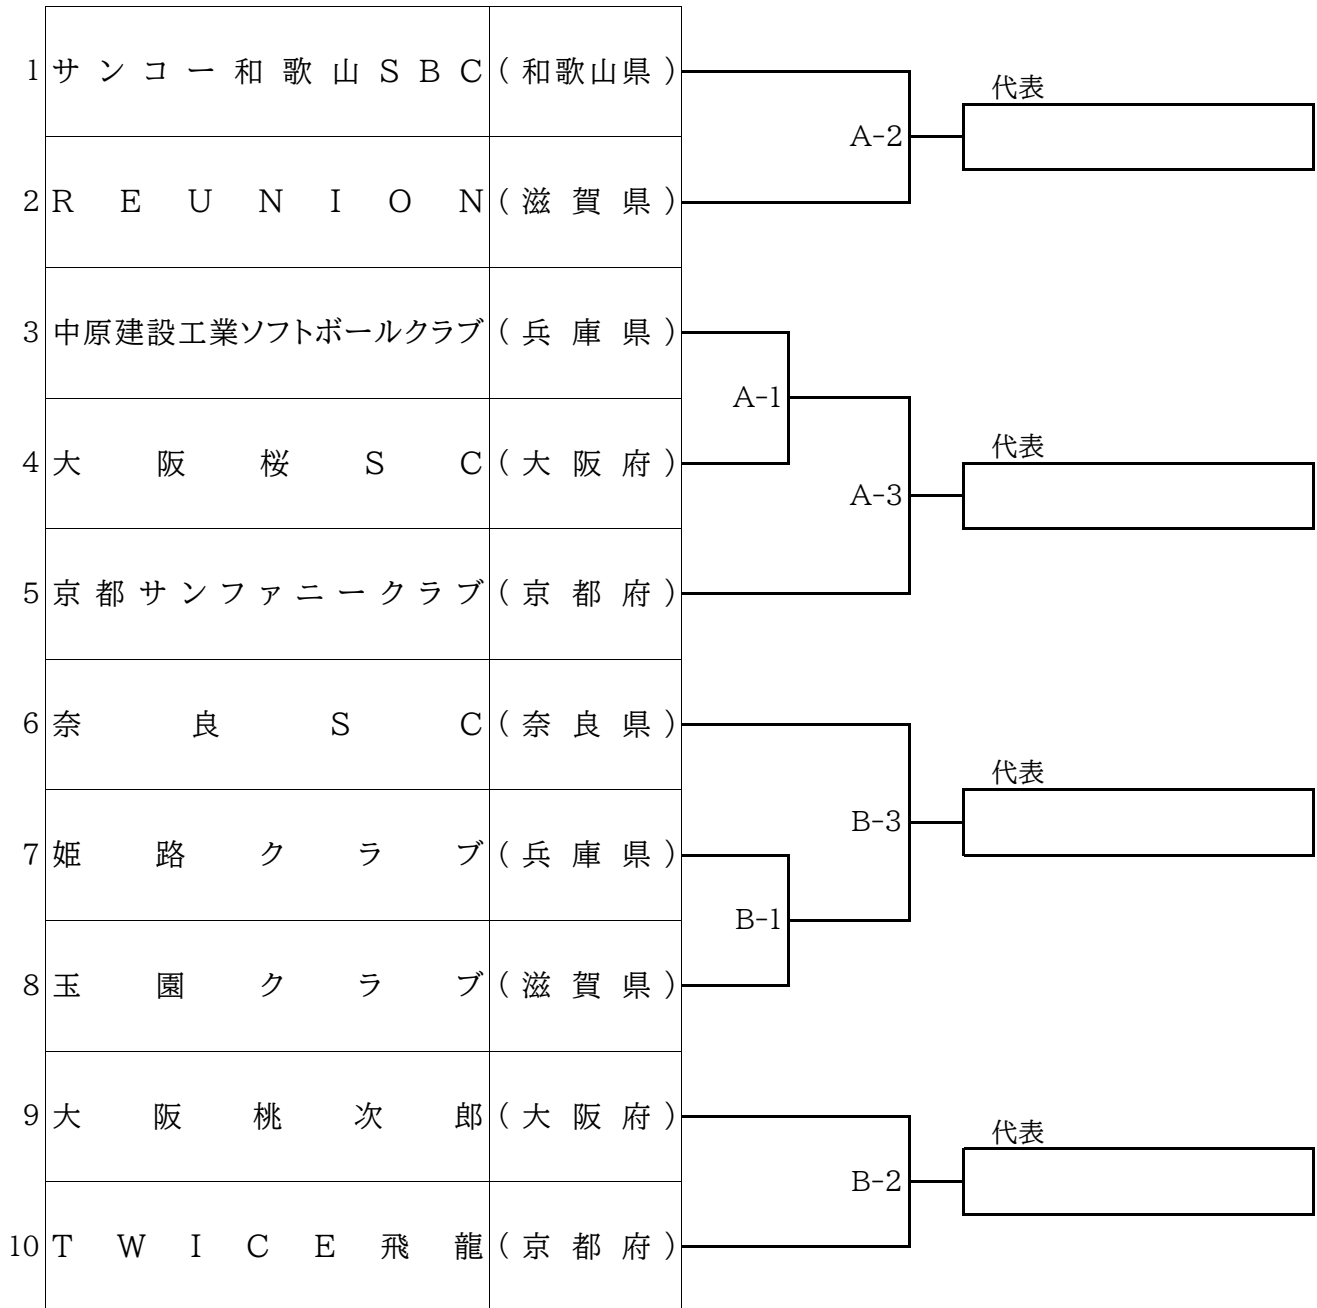 1 サンコー和歌山SBC (和歌山県)
代表
A-2
2 REUNION (滋賀県)
3 中原建設工業ソフトボールクラブ (兵庫県)
A-1
4 大阪桜SC (大阪府)
代表
A-3
5 京都サンファニークラブ (京都府)
6 奈良SC (奈良県)
代表
B-3
7 姫路クラブ (兵庫県)
B-1
8 玉園クラブ (滋賀県)
9 大阪桃次郎 (大阪府)
代表
B-2
10 TWICE飛龍 (京都府)